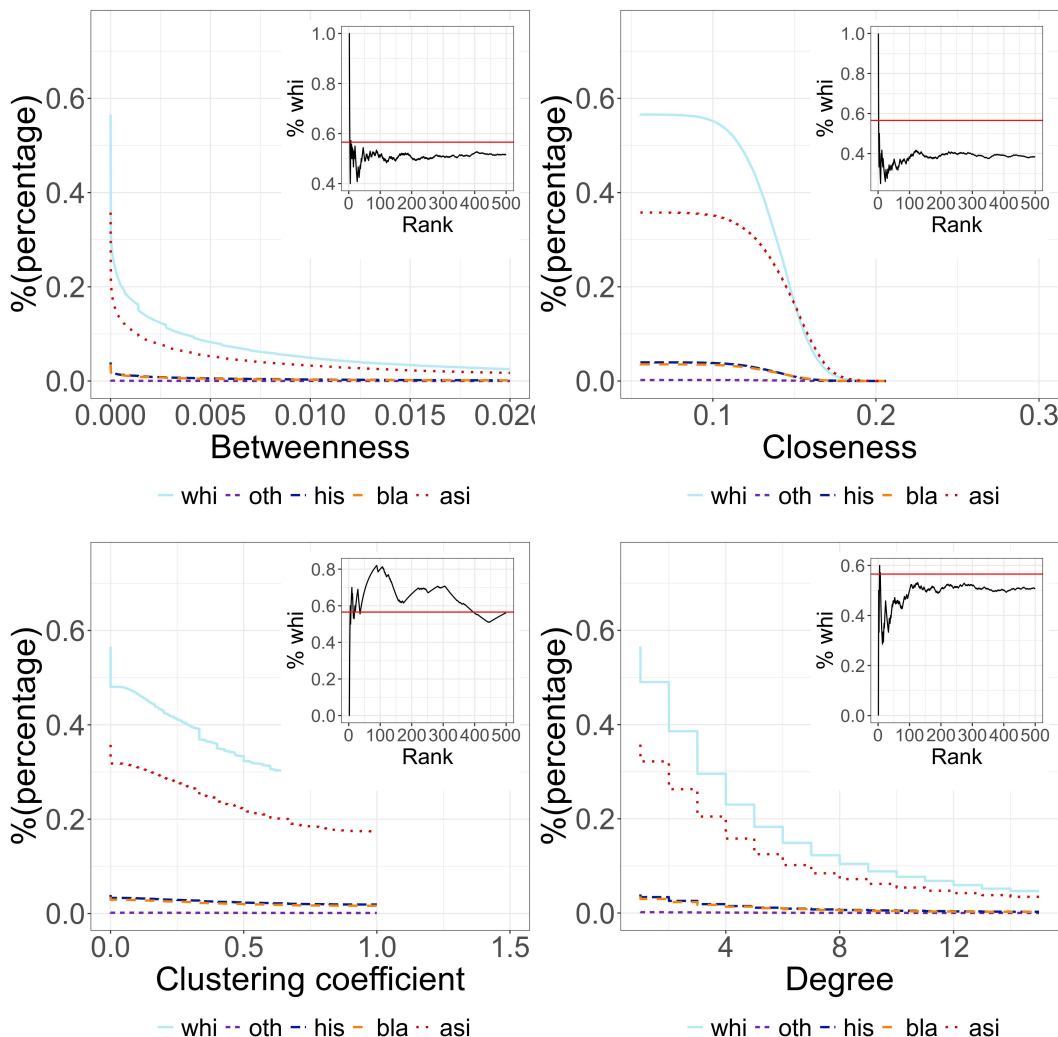 %(percentage)
0.6
0.4
0.2
0.0
0.000 0.005 0.010 0.015 0.020
Betweenness
% whi
1.0
0.8
0.6
0.4
0 100 200 300 400 500
Rank
whi oth his bla asi
%(percentage)
0.6
0.4
0.2
0.0
0.1 0.2 0.3
Closeness
% whi
1.0
0.8
0.6
0.4
0 100 200 300 400 500
Rank
whi oth his bla asi
%(percentage)
0.6
0.4
0.2
0.0
0.0 0.5 1.0 1.5
Clustering coefficient
% whi
0.8
0.6
0.4
0.2
0.0
0 100 200 300 400 500
Rank
whi oth his bla asi
%(percentage)
0.6
0.4
0.2
0.0
4 8 12
Degree
% whi
0.6
0.4
0.2
0.0
0 100 200 300 400 500
Rank
whi oth his bla asi